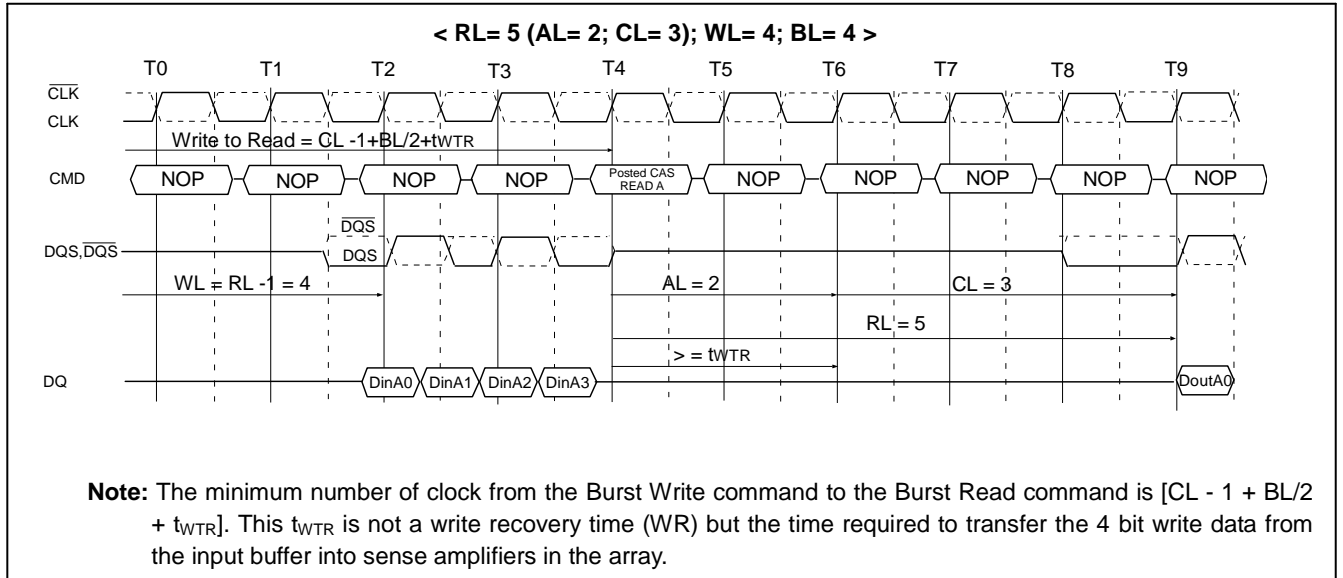 < RL= 5 (AL= 2; CL= 3); WL= 4; BL= 4 >
T0 T1 T2 T3 T4 T5 T6 T7 T8 T9
CLK
CLK
Write to Read = CL -1+BL/2+tWTR
CMD NOP NOP NOP NOP Posted CAS READ A NOP NOP NOP NOP NOP
DQS
DQS,DQS DQS
WL = RL -1 = 4 AL = 2 CL = 3
RL = 5
> = tWTR
DQ DinA0 DinA1 DinA2 DinA3 DoutA0
Note: The minimum number of clock from the Burst Write command to the Burst Read command is [CL - 1 + BL/2
+ tWTR]. This tWTR is not a write recovery time (WR) but the time required to transfer the 4 bit write data from
the input buffer into sense amplifiers in the array.